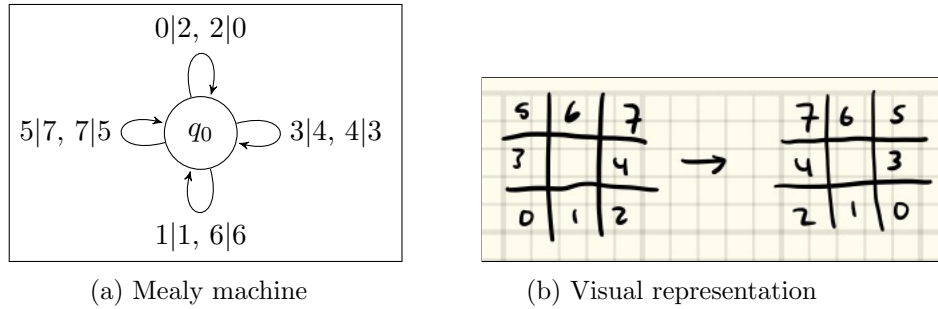 0|2, 2|0
5|7, 7|5
q0
3|4, 4|3
1|1, 6|6
5 6 7
3 4
0 1 2
→
7 6 5
4 3
2 1 0
(a) Mealy machine
(b) Visual representation